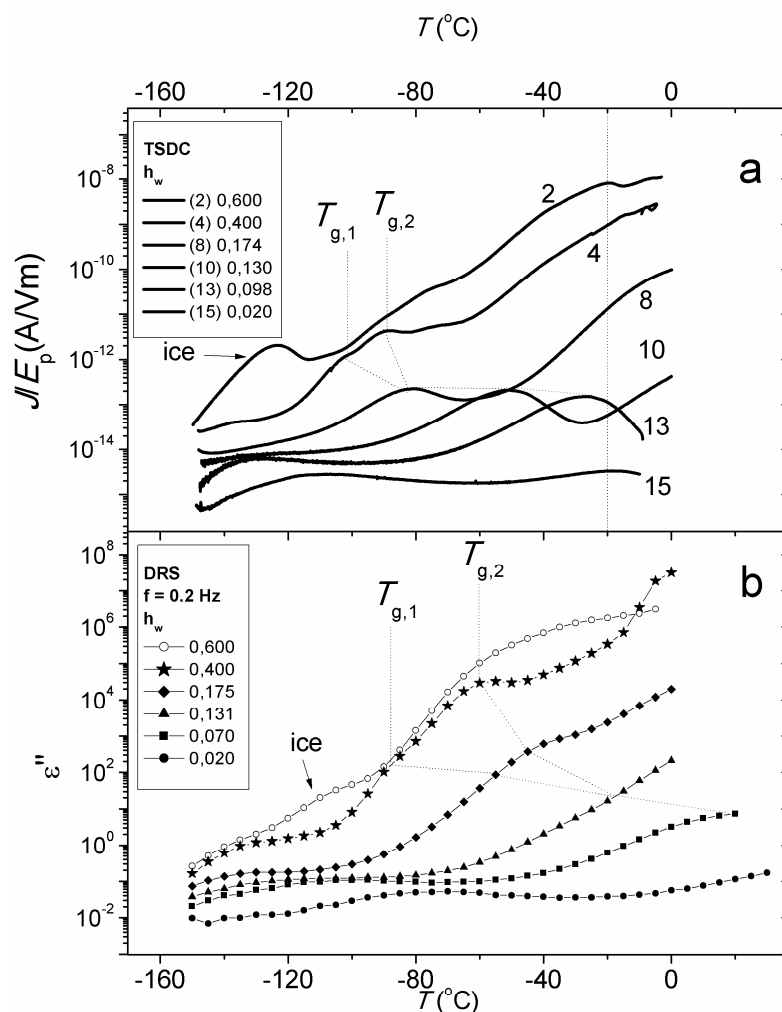 T(°C)
-160 -120 -80 -40 0
a
TSDC
h_w
(2) 0,600
(4) 0,400
(8) 0,174
(10) 0,130
(13) 0,098
(15) 0,020
T_g,1
T_g,2
ice
2
4
8
10
13
15
10^-8
10^-10
10^-12
10^-14
J/E_p(A/Vm)
b
DRS
f = 0.2 Hz
h_w
0,600
0,400
0,175
0,131
0,070
0,020
T_g,1
T_g,2
ice
10^8
10^6
10^4
10^2
10^0
10^-2
ε"
-160 -120 -80 -40 0
T(°C)